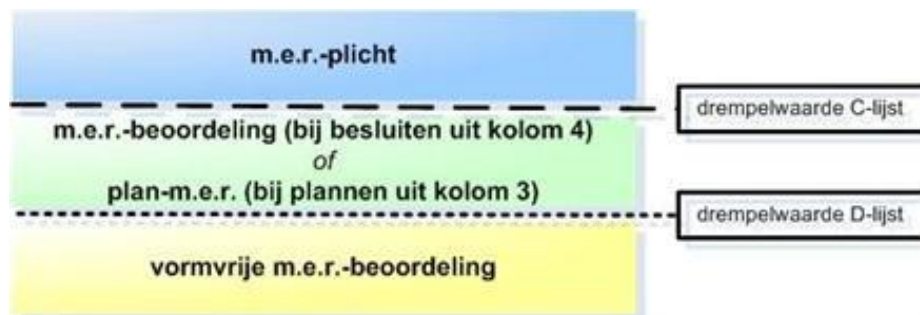 m.e.r.-plicht
drempelwaarde C-lijst
m.e.r.-beoordeling (bij besluiten uit kolom 4)
of
plan-m.e.r. (bij plannen uit kolom 3)
drempelwaarde D-lijst
vormvrije m.e.r.-beoordeling